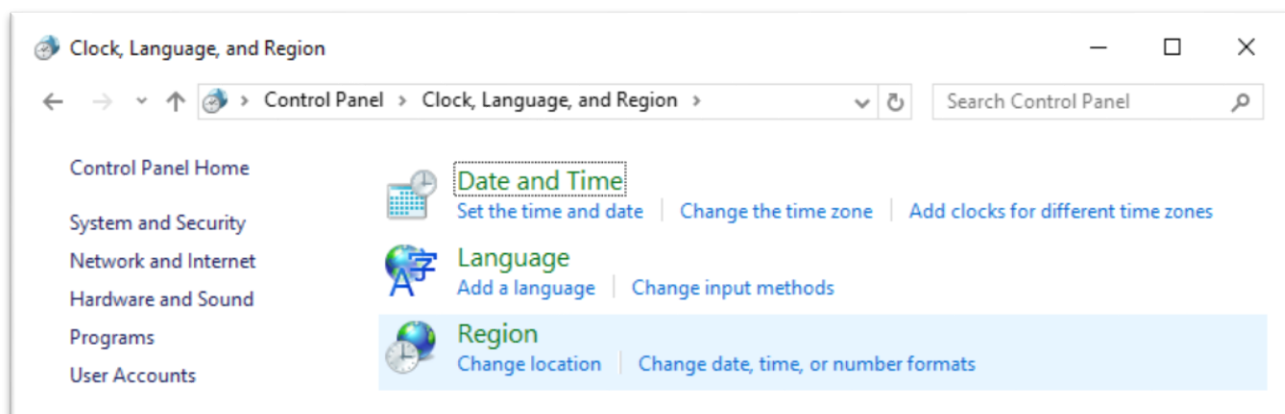 Clock, Language, and Region
Control Panel > Clock, Language, and Region >
Search Control Panel
Control Panel Home
System and Security
Network and Internet
Hardware and Sound
Programs
User Accounts
Date and Time
Set the time and date | Change the time zone | Add clocks for different time zones
Language
Add a language | Change input methods
Region
Change location | Change date, time, or number formats